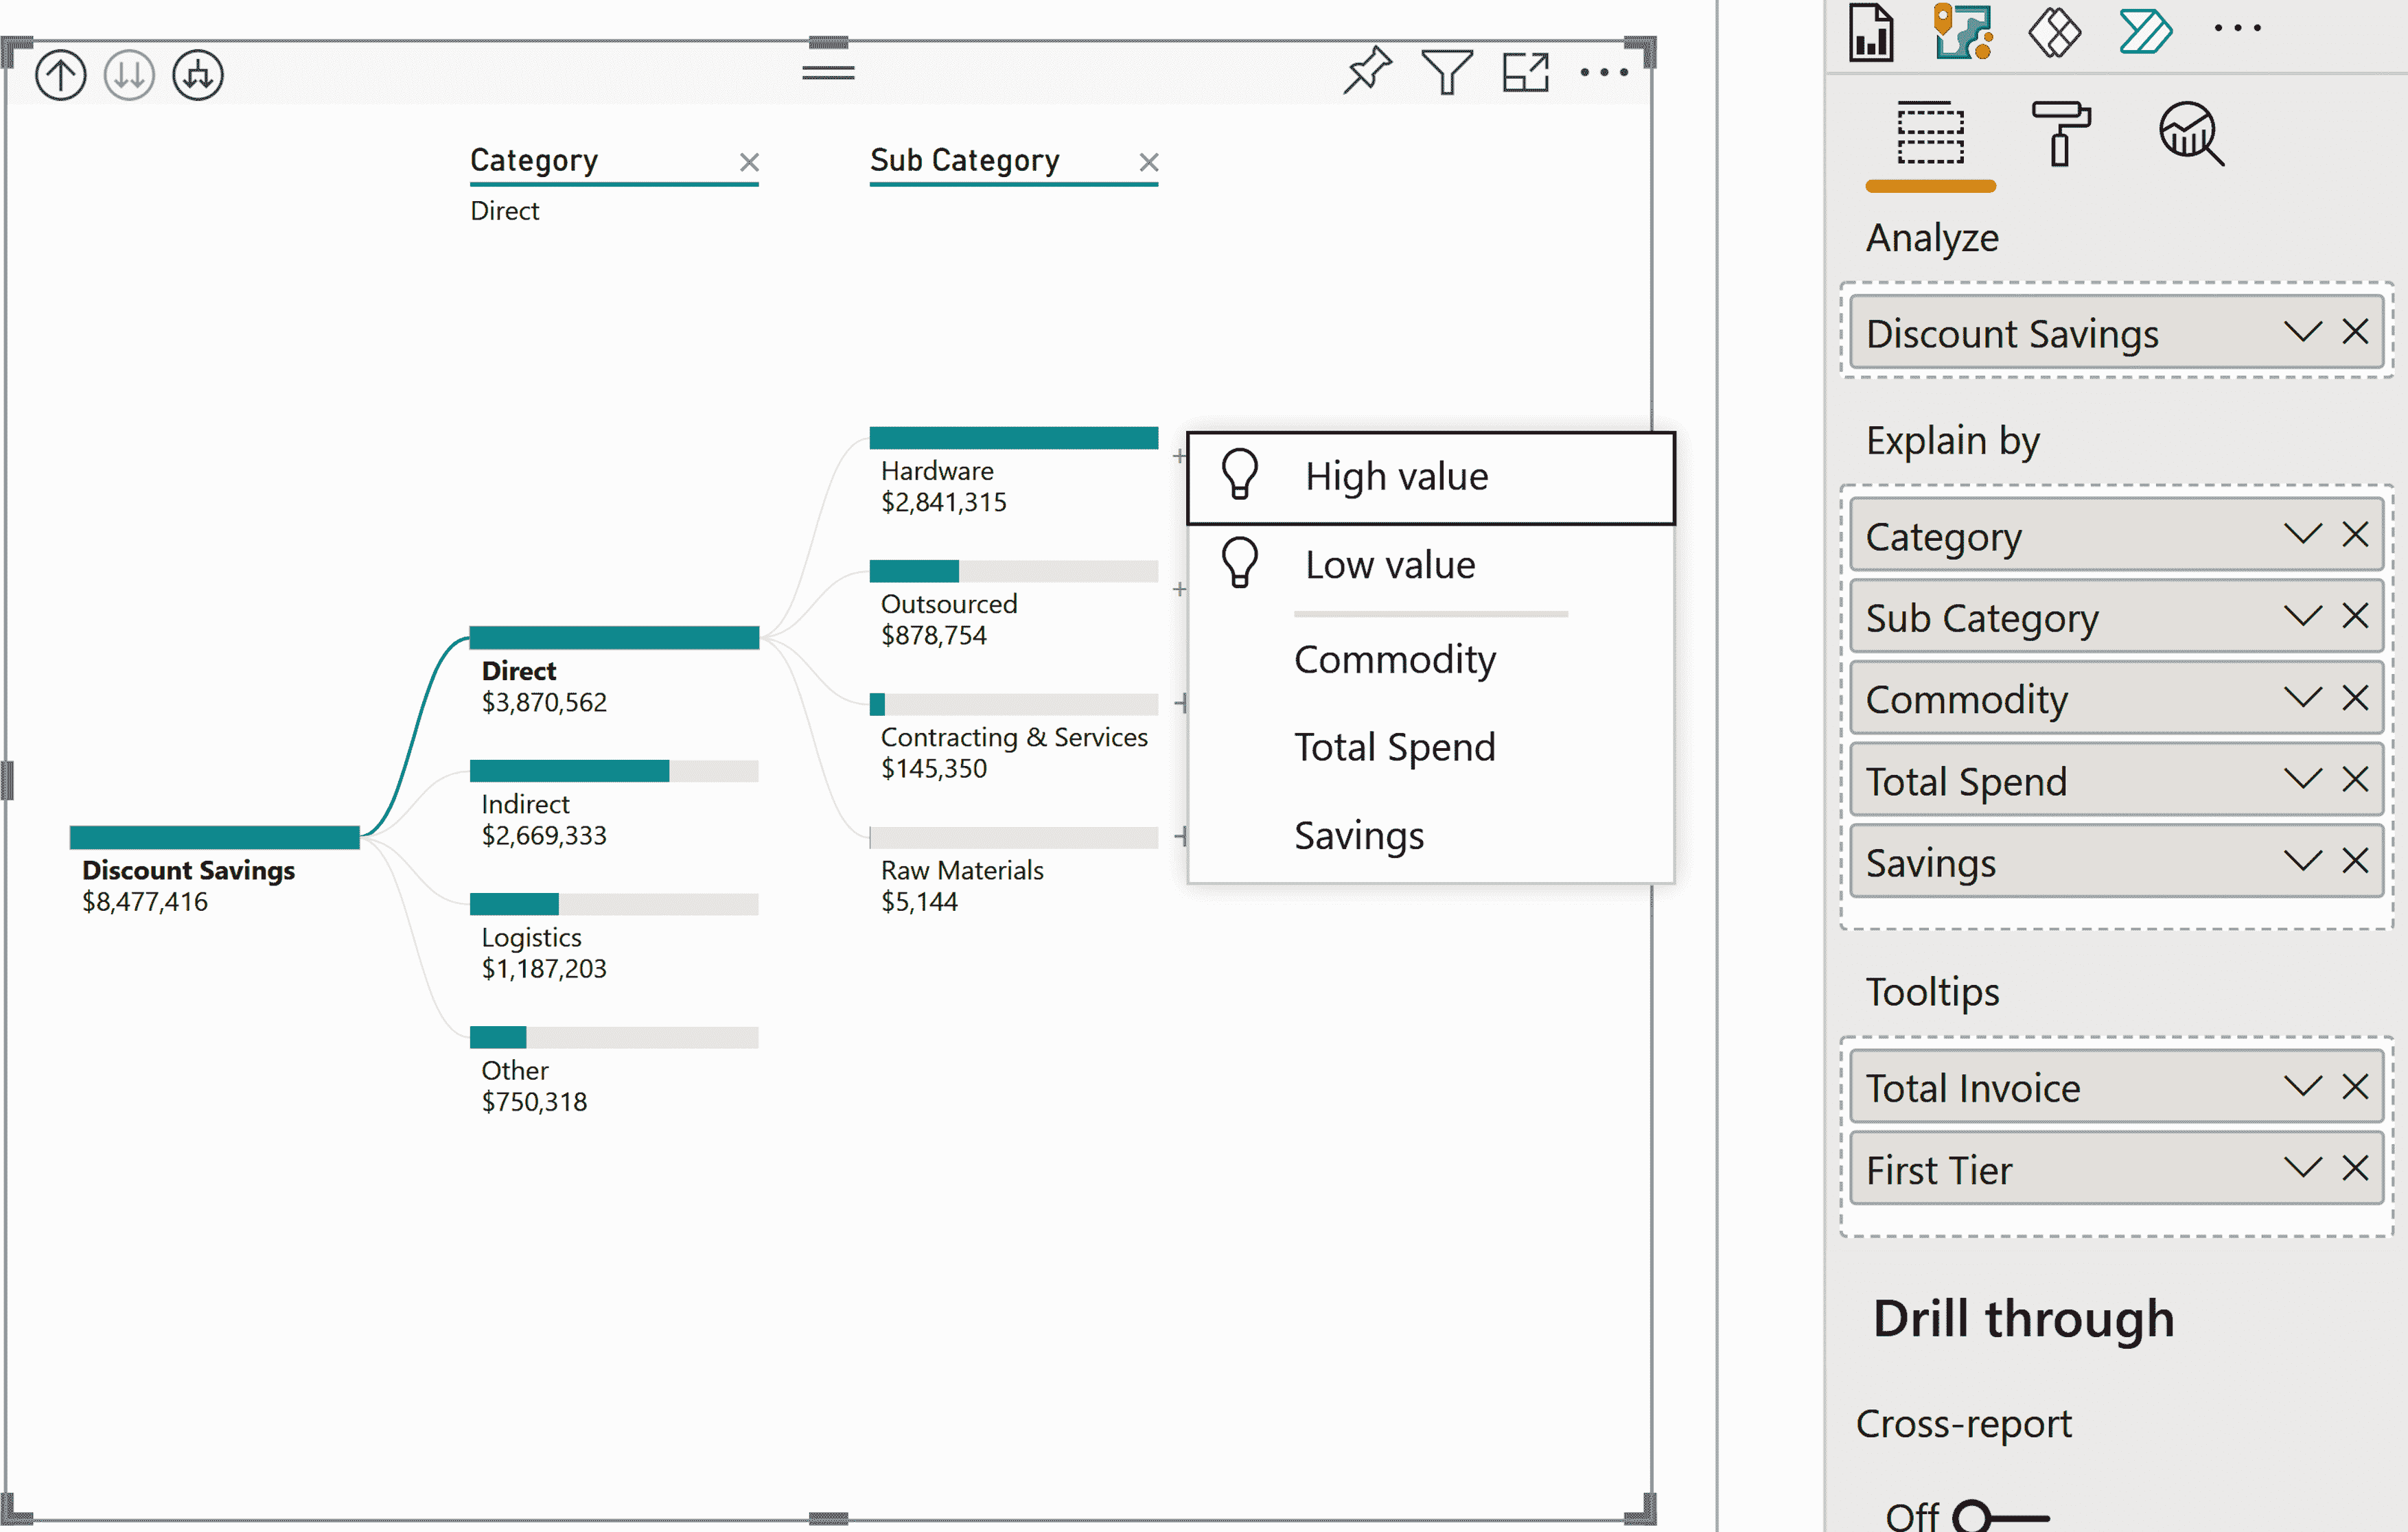 Category
Sub Category
Direct
Discount Savings
$8,477,416
Direct
$3,870,562
Indirect
$2,669,333
Logistics
$1,187,203
Other
$750,318
Hardware
$2,841,315
Outsourced
$878,754
Contracting & Services
$145,350
Raw Materials
$5,144
High value
Low value
Commodity
Total Spend
Savings
Analyze
Discount Savings
Explain by
Category
Sub Category
Commodity
Total Spend
Savings
Tooltips
Total Invoice
First Tier
Drill through
Cross-report
Off